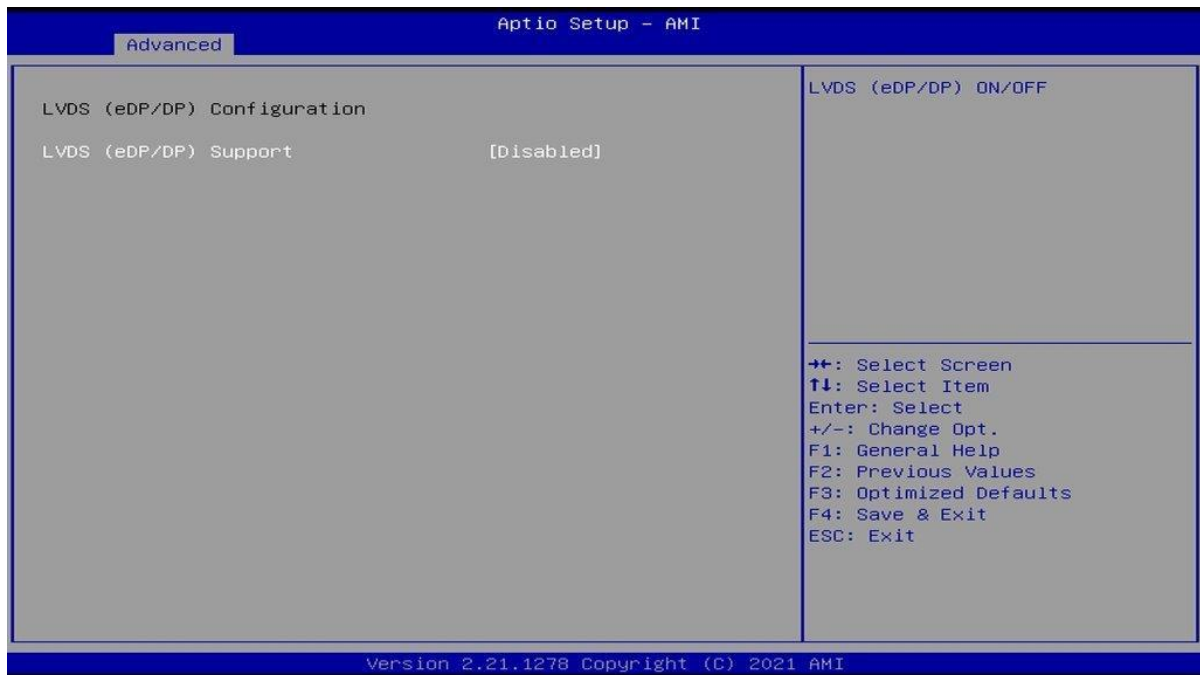 Aptio Setup – AMI
Advanced
LVDS (eDP/DP) Configuration
LVDS (eDP/DP) Support [Disabled]
LVDS (eDP/DP) ON/OFF
→←: Select Screen
↑↓: Select Item
Enter: Select
+/-: Change Opt.
F1: General Help
F2: Previous Values
F3: Optimized Defaults
F4: Save & Exit
ESC: Exit
Version 2.21.1278 Copyright (C) 2021 AMI